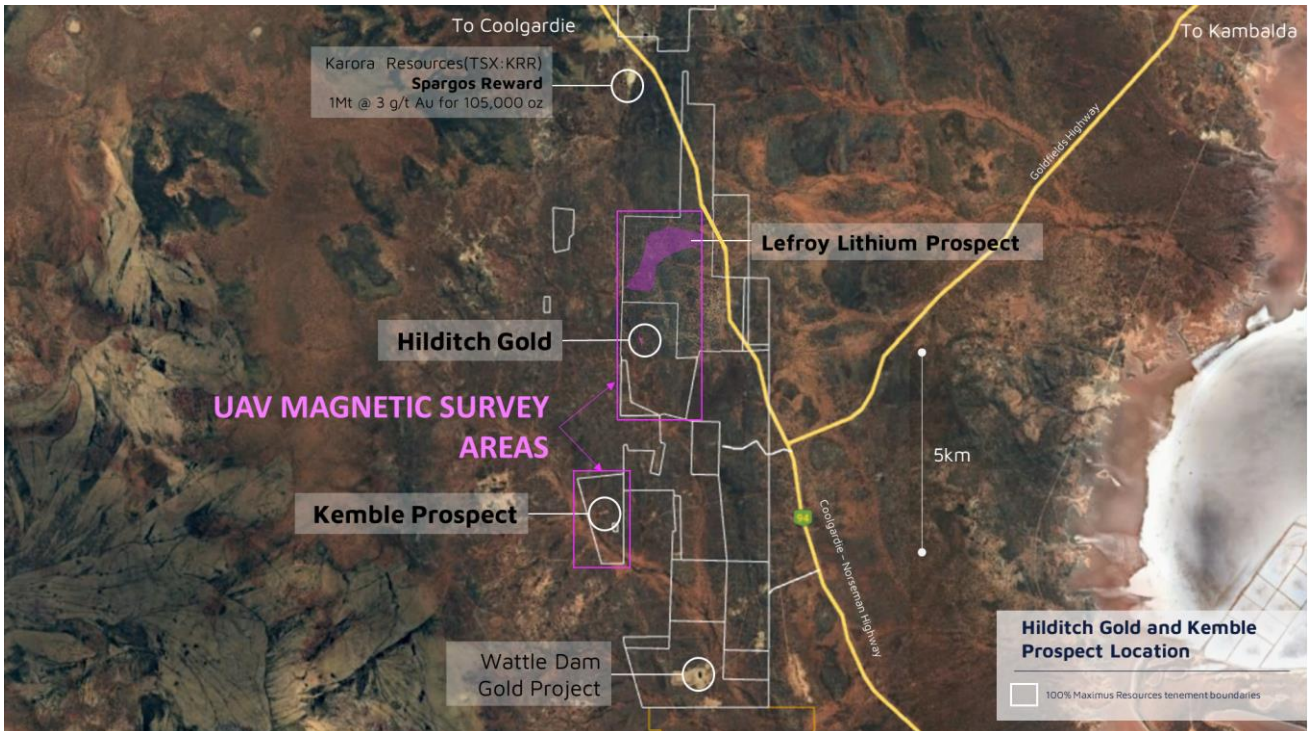 To Coolgardie
To Kambalda
Karora Resources(TSX:KRR)
Spargos Reward
1Mt @ 3 g/t Au for 105,000 oz
Goldfields Highway
Lefroy Lithium Prospect
Hilditch Gold
UAV MAGNETIC SURVEY
AREAS
5km
Kemble Prospect
94
Coolgardie – Norseman Highway
Wattle Dam
Gold Project
Hilditch Gold and Kemble
Prospect Location
100% Maximus Resources tenement boundaries